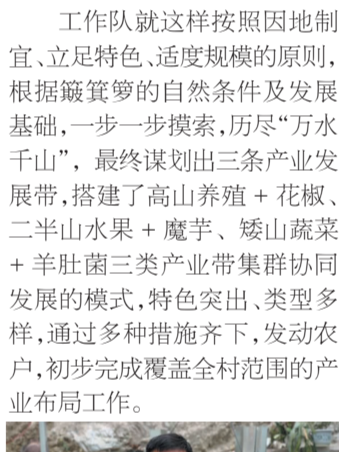 工作队就这样按照因地制
宜、立足特色、适度规模的原则,
根据簸箕箩的自然条件及发展
基础,一步一步摸索,历尽“万水
千山”,最终谋划出三条产业发
展带,搭建了高山养殖+花椒、
二半山水果+魔芋、矮山蔬菜
+羊肚菌三类产业带集群协同
发展的模式,特色突出、类型多
样,通过多种措施齐下,发动农
户,初步完成覆盖全村范围的产
业布局工作。